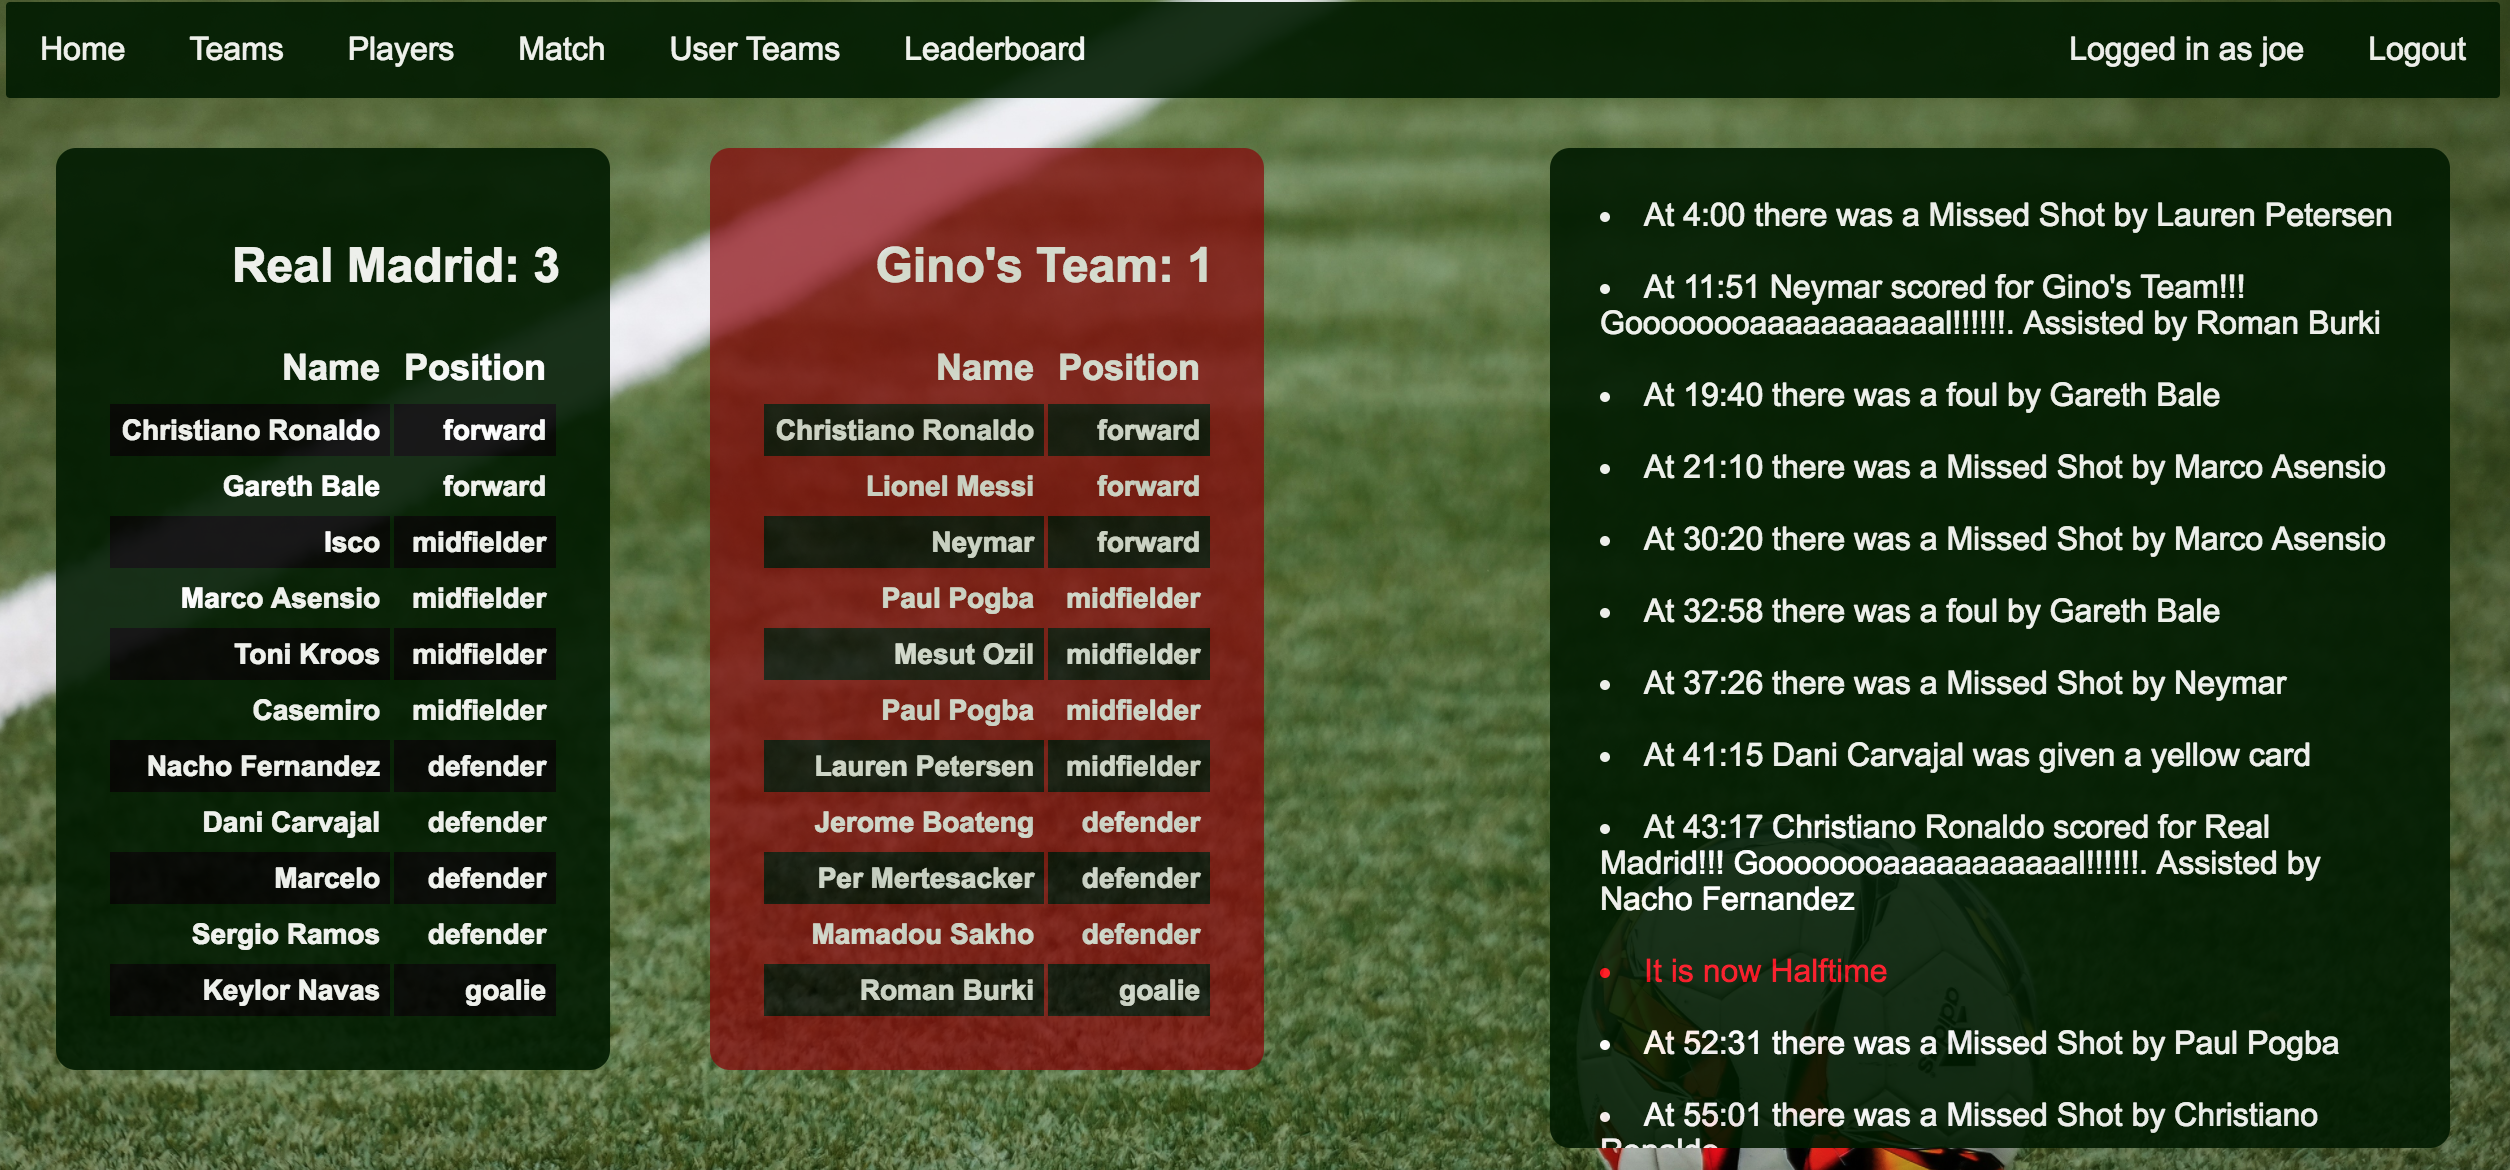 Home Teams Players Match User Teams Leaderboard Logged in as joe Logout
Real Madrid: 3
Name Position
Christiano Ronaldo forward
Gareth Bale forward
Isco midfielder
Marco Asensio midfielder
Toni Kroos midfielder
Casemiro midfielder
Nacho Fernandez defender
Dani Carvajal defender
Marcelo defender
Sergio Ramos defender
Keylor Navas goalie
Gino's Team: 1
Name Position
Christiano Ronaldo forward
Lionel Messi forward
Neymar forward
Paul Pogba midfielder
Mesut Ozil midfielder
Paul Pogba midfielder
Lauren Petersen midfielder
Jerome Boateng defender
Per Mertesacker defender
Mamadou Sakho defender
Roman Burki goalie
• At 4:00 there was a Missed Shot by Lauren Petersen
• At 11:51 Neymar scored for Gino's Team!!!
Goooooooaaaaaaaaaaaal!!!!!!. Assisted by Roman Burki
• At 19:40 there was a foul by Gareth Bale
• At 21:10 there was a Missed Shot by Marco Asensio
• At 30:20 there was a Missed Shot by Marco Asensio
• At 32:58 there was a foul by Gareth Bale
• At 37:26 there was a Missed Shot by Neymar
• At 41:15 Dani Carvajal was given a yellow card
• At 43:17 Christiano Ronaldo scored for Real
Madrid!!! Goooooooaaaaaaaaaaaal!!!!!!. Assisted by
Nacho Fernandez
• It is now Halftime
• At 52:31 there was a Missed Shot by Paul Pogba
• At 55:01 there was a Missed Shot by Christiano
Ronaldo
adidas